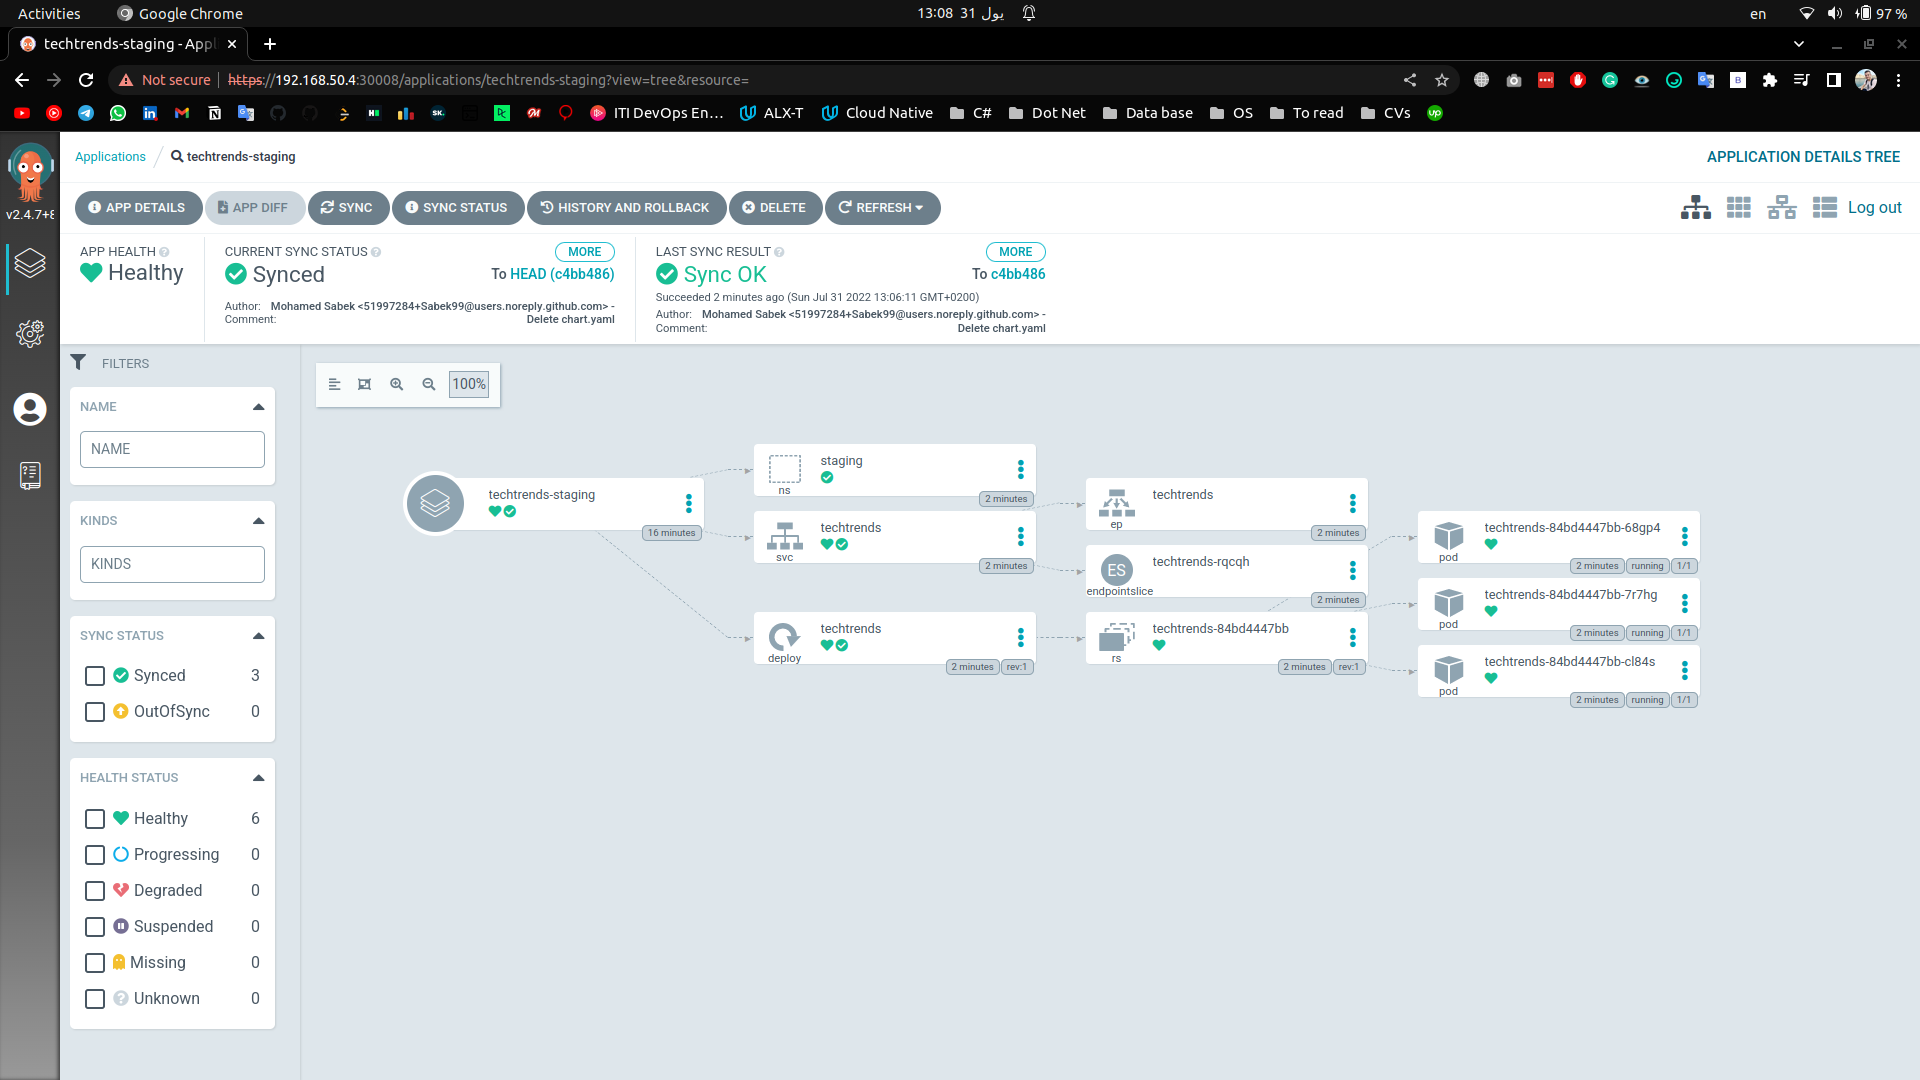 Activities
Google Chrome
13:08 31 يول
en
97 %
techtrends-staging - Appl
Not secure
https://192.168.50.4:30008/applications/techtrends-staging?view=tree&resource=
ITI DevOps En…
ALX-T
Cloud Native
C#
Dot Net
Data base
OS
To read
CVs
v2.4.7+8
Applications
techtrends-staging
APPLICATION DETAILS TREE
APP DETAILS
APP DIFF
SYNC
SYNC STATUS
HISTORY AND ROLLBACK
DELETE
REFRESH
Log out
APP HEALTH
Healthy
CURRENT SYNC STATUS
MORE
Synced
To HEAD (c4bb486)
Author: Mohamed Sabek <51997284+Sabek99@users.noreply.github.com> -
Comment: Delete chart.yaml
LAST SYNC RESULT
MORE
Sync OK
To c4bb486
Succeeded 2 minutes ago (Sun Jul 31 2022 13:06:11 GMT+0200)
Author: Mohamed Sabek <51997284+Sabek99@users.noreply.github.com> -
Comment: Delete chart.yaml
FILTERS
NAME
NAME
KINDS
KINDS
SYNC STATUS
Synced 3
OutOfSync 0
HEALTH STATUS
Healthy 6
Progressing 0
Degraded 0
Suspended 0
Missing 0
Unknown 0
100%
techtrends-staging
16 minutes
staging
ns
2 minutes
techtrends
svc
2 minutes
techtrends
deploy
2 minutes rev:1
techtrends
ep
2 minutes
ES
techtrends-rqcqh
endpointslice
2 minutes
techtrends-84bd4447bb
rs
2 minutes rev:1
techtrends-84bd4447bb-68gp4
pod
2 minutes running 1/1
techtrends-84bd4447bb-7r7hg
pod
2 minutes running 1/1
techtrends-84bd4447bb-cl84s
pod
2 minutes running 1/1